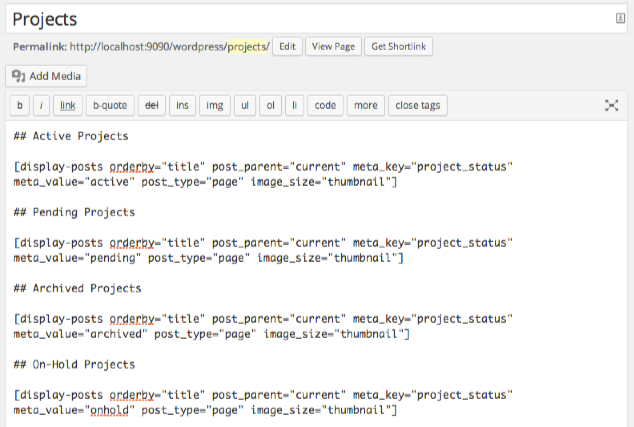 Projects
Permalink: http://localhost:9090/wordpress/projects/ Edit View Page Get Shortlink
Add Media
b i link b-quote del ins img ul ol li code more close tags
## Active Projects
[display-posts orderby="title" post_parent="current" meta_key="project_status"
meta_value="active" post_type="page" image_size="thumbnail"]
## Pending Projects
[display-posts orderby="title" post_parent="current" meta_key="project_status"
meta_value="pending" post_type="page" image_size="thumbnail"]
## Archived Projects
[display-posts orderby="title" post_parent="current" meta_key="project_status"
meta_value="archived" post_type="page" image_size="thumbnail"]
## On-Hold Projects
[display-posts orderby="title" post_parent="current" meta_key="project_status"
meta_value="onhold" post_type="page" image_size="thumbnail"]